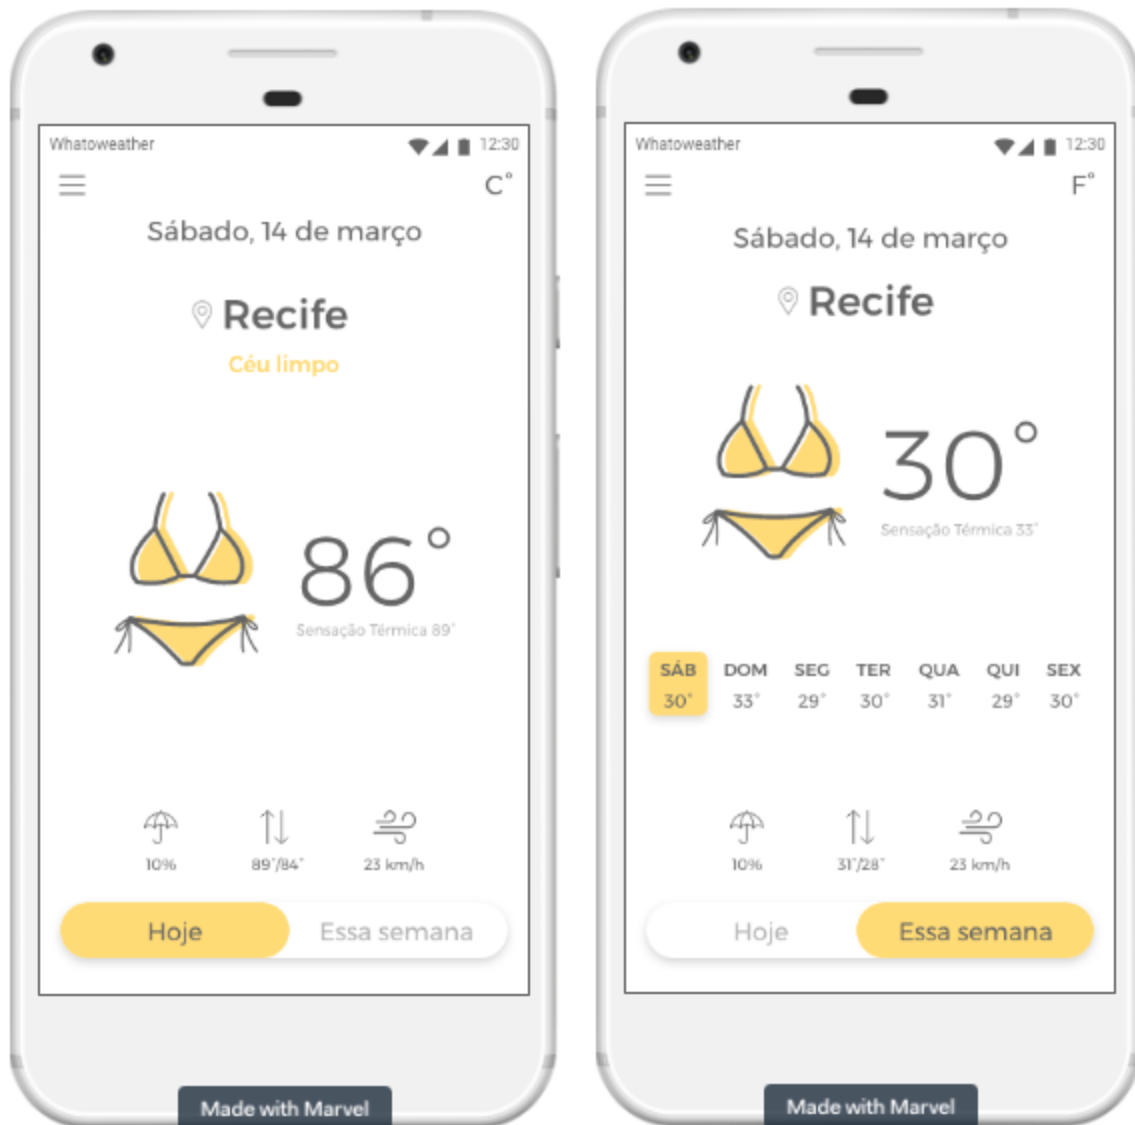 Whatoweather 12:30
C°
Sábado, 14 de março
Recife
Céu limpo
86°
Sensação Térmica 89°
10% 89°/84° 23 km/h
Hoje Essa semana
Made with Marvel
Whatoweather 12:30
F°
Sábado, 14 de março
Recife
30°
Sensação Térmica 33°
SÁB DOM SEG TER QUA QUI SEX
30° 33° 29° 30° 31° 29° 30°
10% 31°/28° 23 km/h
Hoje Essa semana
Made with Marvel